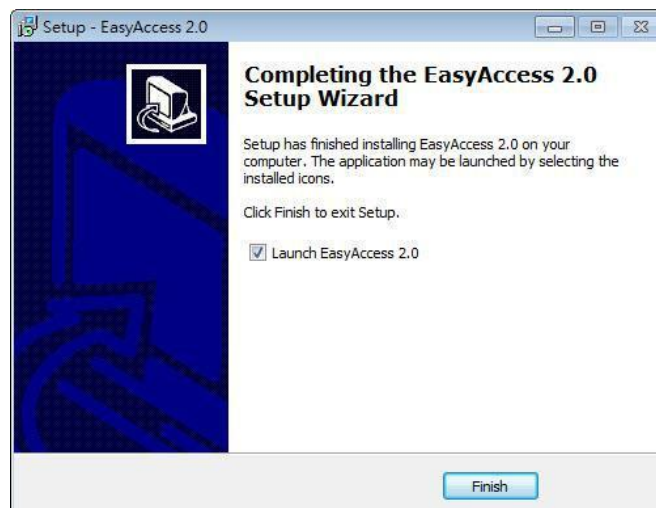 Setup - EasyAccess 2.0
Completing the EasyAccess 2.0
Setup Wizard
Setup has finished installing EasyAccess 2.0 on your
computer. The application may be launched by selecting the
installed icons.
Click Finish to exit Setup.
Launch EasyAccess 2.0
Finish